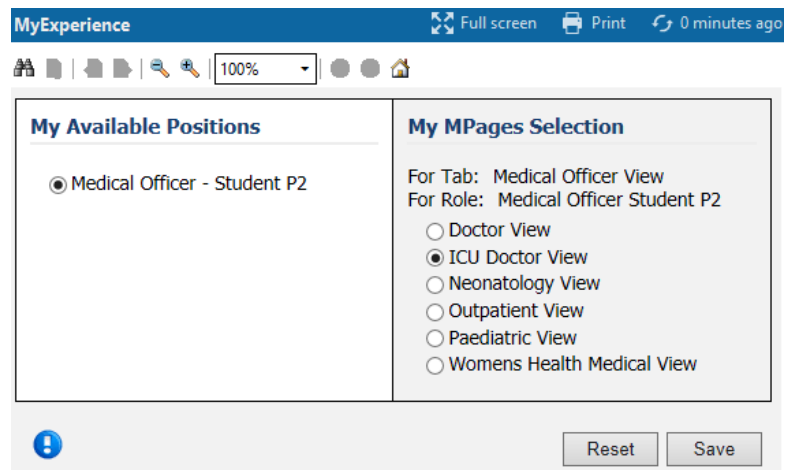 MyExperience
Full screen
Print
0 minutes ago
100%
My Available Positions
Medical Officer - Student P2
My MPages Selection
For Tab: Medical Officer View
For Role: Medical Officer Student P2
Doctor View
ICU Doctor View
Neonatology View
Outpatient View
Paediatric View
Womens Health Medical View
Reset
Save